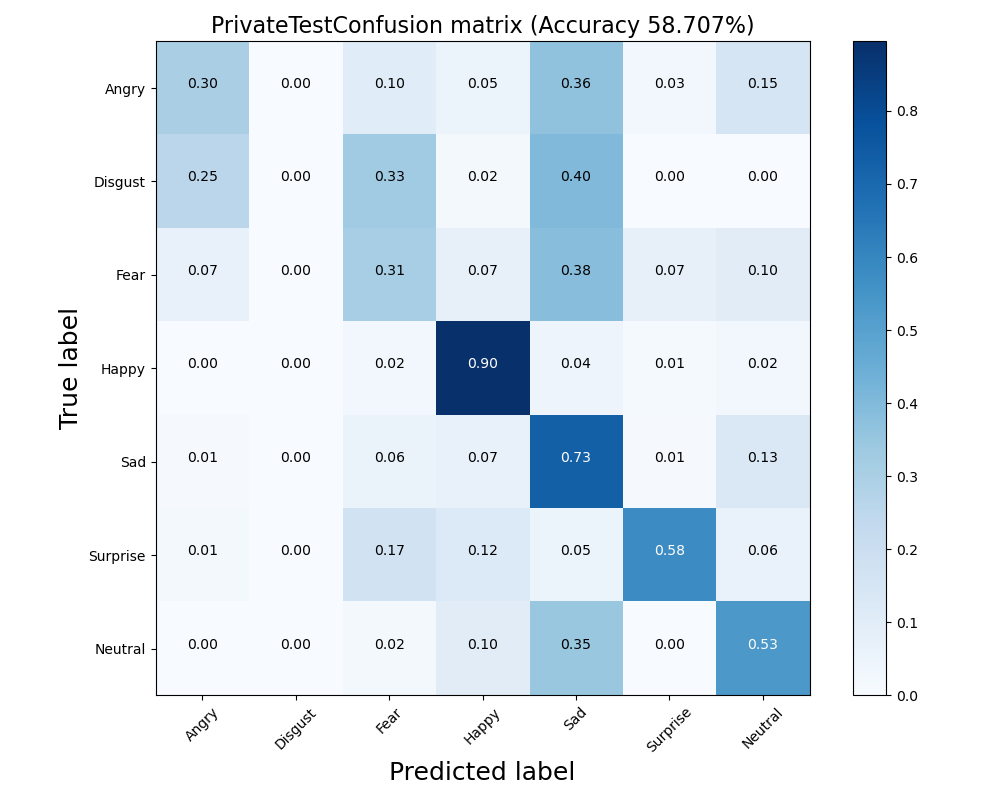 PrivateTestConfusion matrix (Accuracy 58.707%)
Angry 0.30 0.00 0.10 0.05 0.36 0.03 0.15
Disgust 0.25 0.00 0.33 0.02 0.40 0.00 0.00
Fear 0.07 0.00 0.31 0.07 0.38 0.07 0.10
Happy 0.00 0.00 0.02 0.90 0.04 0.01 0.02
Sad 0.01 0.00 0.06 0.07 0.73 0.01 0.13
Surprise 0.01 0.00 0.17 0.12 0.05 0.58 0.06
Neutral 0.00 0.00 0.02 0.10 0.35 0.00 0.53
True label
Angry Disgust Fear Happy Sad Surprise Neutral
Predicted label
0.8
0.7
0.6
0.5
0.4
0.3
0.2
0.1
0.0